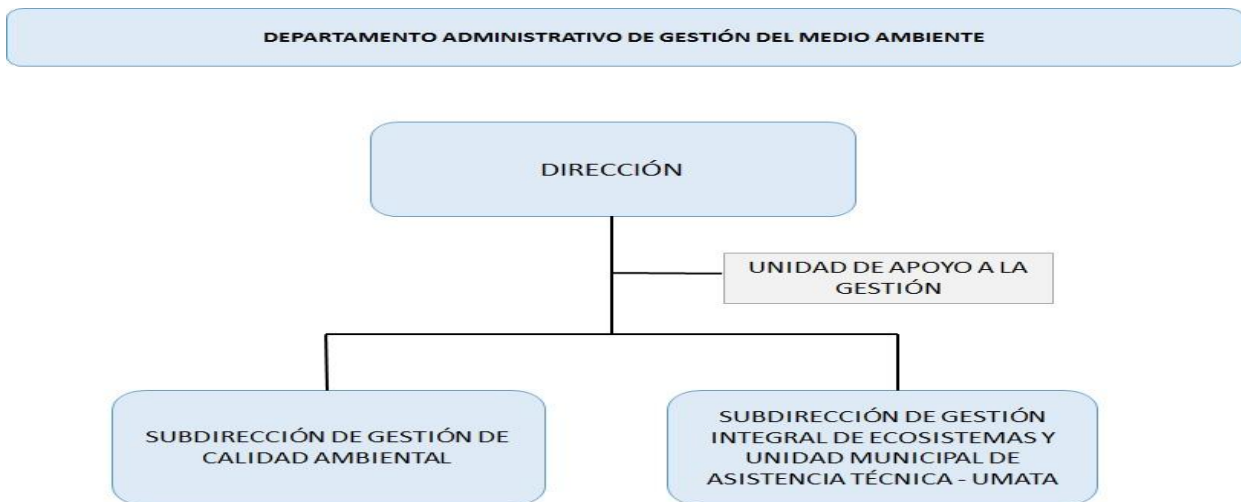 DEPARTAMENTO ADMINISTRATIVO DE GESTIÓN DEL MEDIO AMBIENTE
DIRECCIÓN
UNIDAD DE APOYO A LA
GESTIÓN
SUBDIRECCIÓN DE GESTIÓN DE
CALIDAD AMBIENTAL
SUBDIRECCIÓN DE GESTIÓN
INTEGRAL DE ECOSISTEMAS Y
UNIDAD MUNICIPAL DE
ASISTENCIA TÉCNICA - UMATA